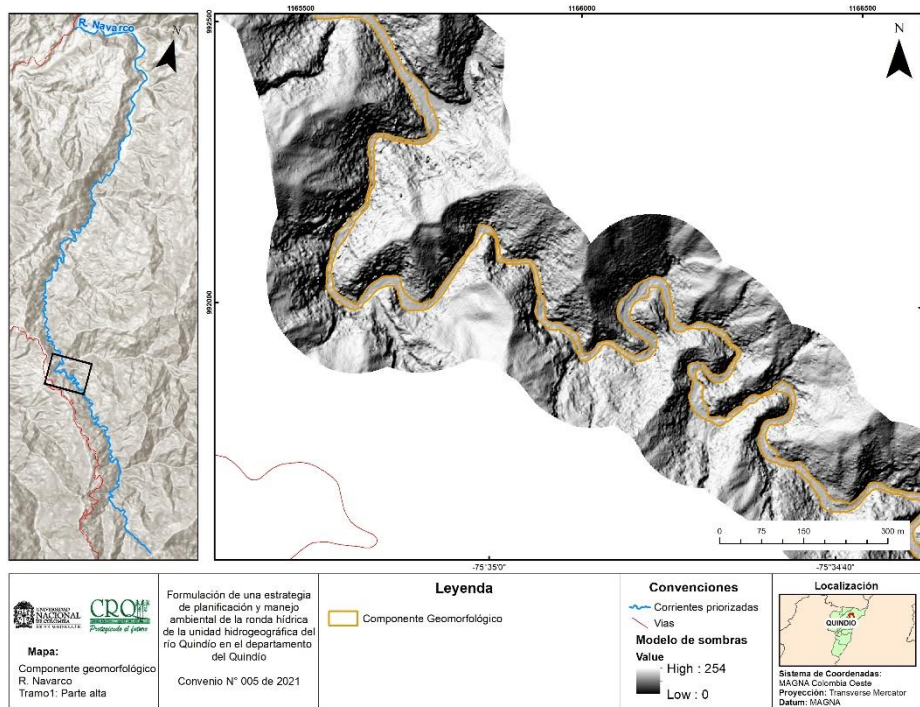 R. Navarco
N
1165500
1166000
1166500
992500
992000
N
0 75 150 300 m
-75°35'0"
-75°34'40"
UNIVERSIDAD
NACIONAL
DE COLOMBIA
CRQ
Protegiendo el futuro
Mapa:
Componente geomorfológico
R. Navarco
Tramo1: Parte alta
Formulación de una estrategia
de planificación y manejo
ambiental de la ronda hídrica
de la unidad hidrogeográfica del
río Quindío en el departamento
del Quindío
Convenio N° 005 de 2021
Leyenda
Componente Geomorfológico
Convenciones
Corrientes priorizadas
Vias
Modelo de sombras
Value
High : 254
Low : 0
Localización
QUINDIO
Sistema de Coordenadas:
MAGNA Colombia Oeste
Proyección: Transverse Mercator
Datum: MAGNA